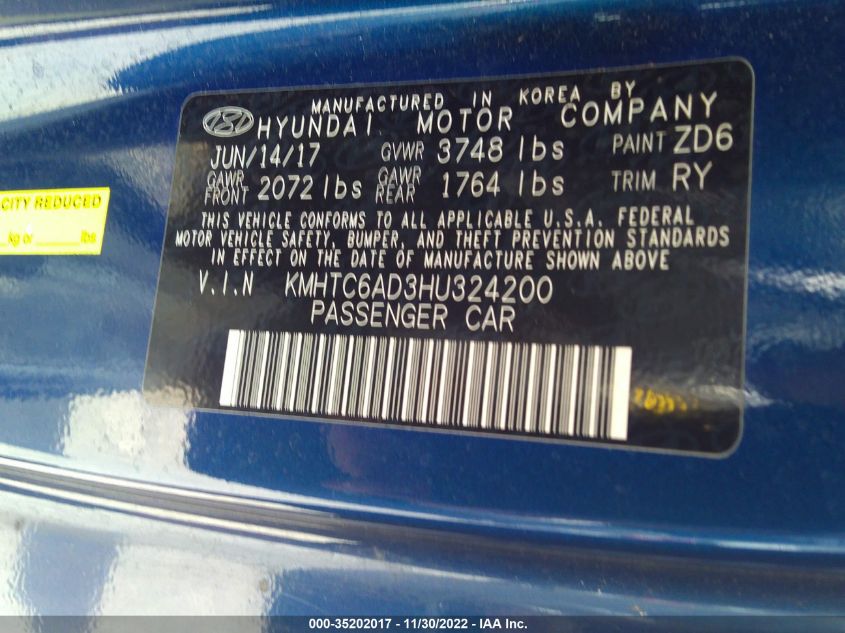 MANUFACTURED IN KOREA BY
HYUNDAI MOTOR COMPANY
JUN/14/17 GVWR 3748 lbs PAINT ZD6
GAWR FRONT 2072 lbs GAWR REAR 1764 lbs TRIM RY
THIS VEHICLE CONFORMS TO ALL APPLICABLE U.S.A. FEDERAL
MOTOR VEHICLE SAFETY, BUMPER, AND THEFT PREVENTION STANDARDS
IN EFFECT ON THE DATE OF MANUFACTURE SHOWN ABOVE
V.I.N KMHTC6AD3HU324200
PASSENGER CAR
CITY REDUCED
kg or lbs
000-35202017 - 11/30/2022 - IAA Inc.